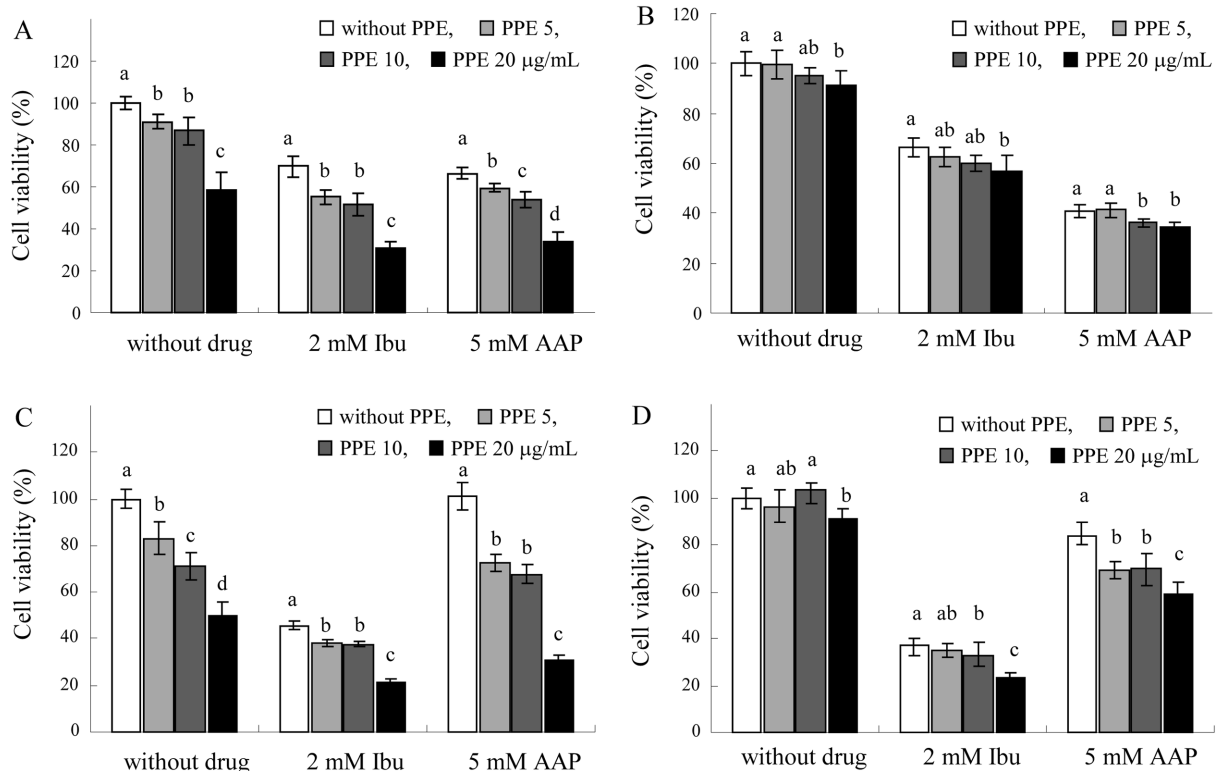 A
without PPE, PPE 5,
PPE 10, PPE 20 µg/mL
Cell viability (%)
120
100
80
60
40
20
0
a b b c
a b b c
a b c d
without drug 2 mM Ibu 5 mM AAP
B
without PPE, PPE 5,
PPE 10, PPE 20 µg/mL
Cell viability (%)
120
100
80
60
40
20
0
a a ab b
a ab ab b
a a b b
without drug 2 mM Ibu 5 mM AAP
C
without PPE, PPE 5,
PPE 10, PPE 20 µg/mL
Cell viability (%)
120
100
80
60
40
20
0
a b c d
a b b c
a b b c
without drug 2 mM Ibu 5 mM AAP
D
without PPE, PPE 5,
PPE 10, PPE 20 µg/mL
Cell viability (%)
120
100
80
60
40
20
0
a ab a b
a ab b c
a b b c
without drug 2 mM Ibu 5 mM AAP